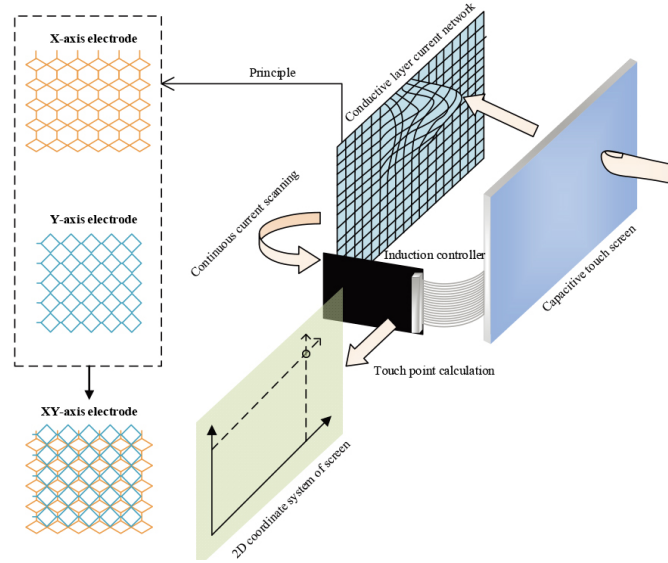 X-axis electrode
Principle
Conductive layer current network
Y-axis electrode
Continuous current scanning
Induction controller
Capacitive touch screen
Touch point calculation
XY-axis electrode
2D coordinate system of screen